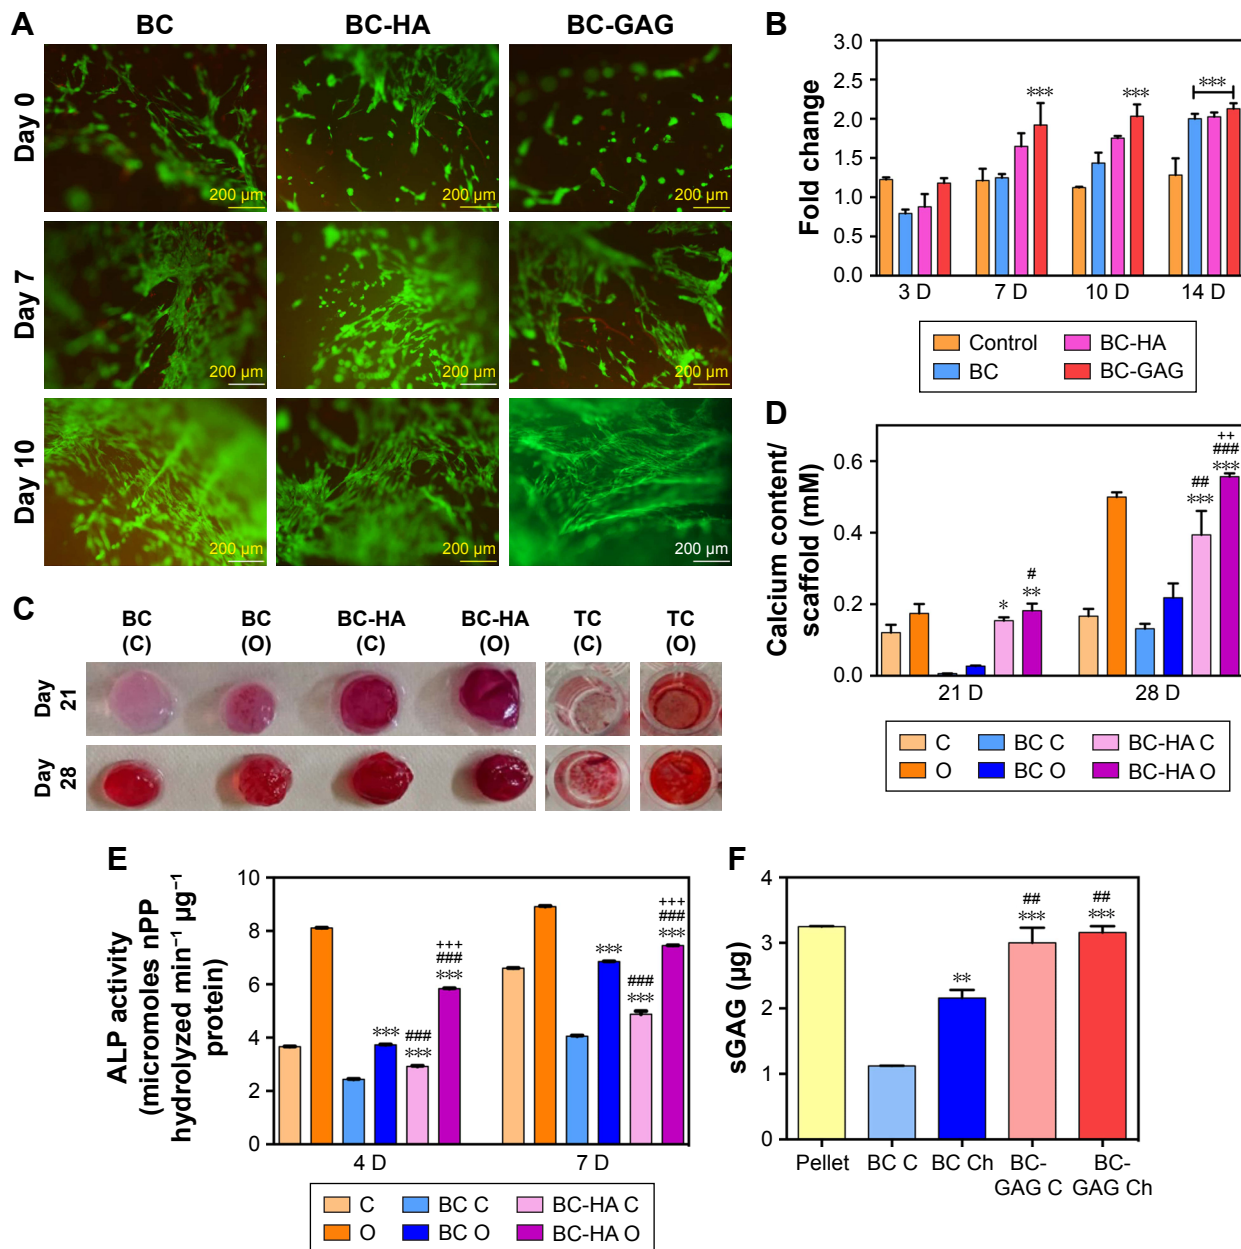 A
BC
BC-HA
BC-GAG
Day 0
200 µm
200 µm
200 µm
Day 7
200 µm
200 µm
200 µm
Day 10
200 µm
200 µm
200 µm
B
Fold change
3.0
2.5
2.0
1.5
1.0
0.5
0.0
***
***
***
3 D
7 D
10 D
14 D
Control
BC-HA
BC
BC-GAG
C
BC
(C)
BC
(O)
BC-HA
(C)
BC-HA
(O)
TC
(C)
TC
(O)
Day
21
Day
28
D
Calcium content/
scaffold (mM)
0.6
0.4
0.2
0.0
*
#
**
##
***
++
###
***
21 D
28 D
C
BC C
BC-HA C
O
BC O
BC-HA O
E
ALP activity
(micromoles nPP
hydrolyzed min⁻¹ µg⁻¹
protein)
10
8
6
4
2
0
***
###
***
+++
###
***
***
###
***
+++
###
***
4 D
7 D
C
BC C
BC-HA C
O
BC O
BC-HA O
F
sGAG (µg)
4
3
2
1
0
**
##
***
##
***
Pellet
BC C
BC Ch
BC-
GAG C
BC-
GAG Ch